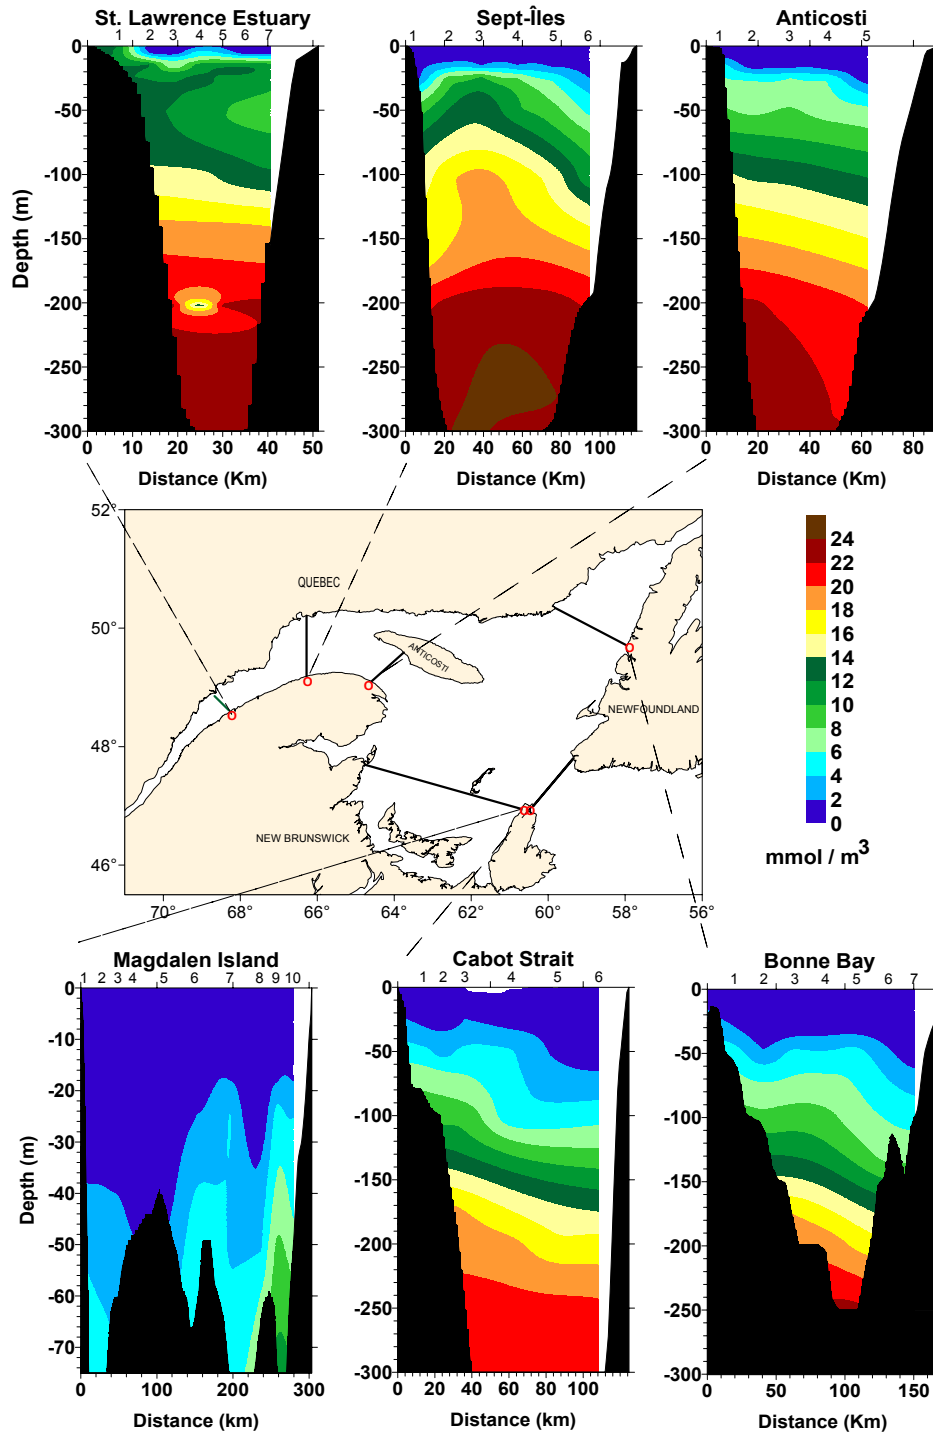 St. Lawrence Estuary
Sept-Îles
Anticosti
1 2 3 4 5 6 7
1 2 3 4 5 6
1 2 3 4 5
0
-50
-100
-150
-200
-250
-300
Depth (m)
0
-50
-100
-150
-200
-250
-300
0
-50
-100
-150
-200
-250
-300
0 10 20 30 40 50
0 20 40 60 80 100
0 20 40 60 80
Distance (Km)
Distance (Km)
Distance (Km)
52°
50°
48°
46°
QUEBEC
ANTICOSTI
NEWFOUNDLAND
NEW BRUNSWICK
70° 68° 66° 64° 62° 60° 58° 56°
24
22
20
18
16
14
12
10
8
6
4
2
0
mmol / m3
Magdalen Island
Cabot Strait
Bonne Bay
1 2 3 4 5 6 7 8 9 10
1 2 3 4 5 6
1 2 3 4 5 6 7
0
-10
-20
-30
-40
-50
-60
-70
Depth (m)
0
-50
-100
-150
-200
-250
-300
0
-50
-100
-150
-200
-250
-300
0 100 200 300
0 20 40 60 80 100 120
0 50 100 150
Distance (km)
Distance (Km)
Distance (Km)